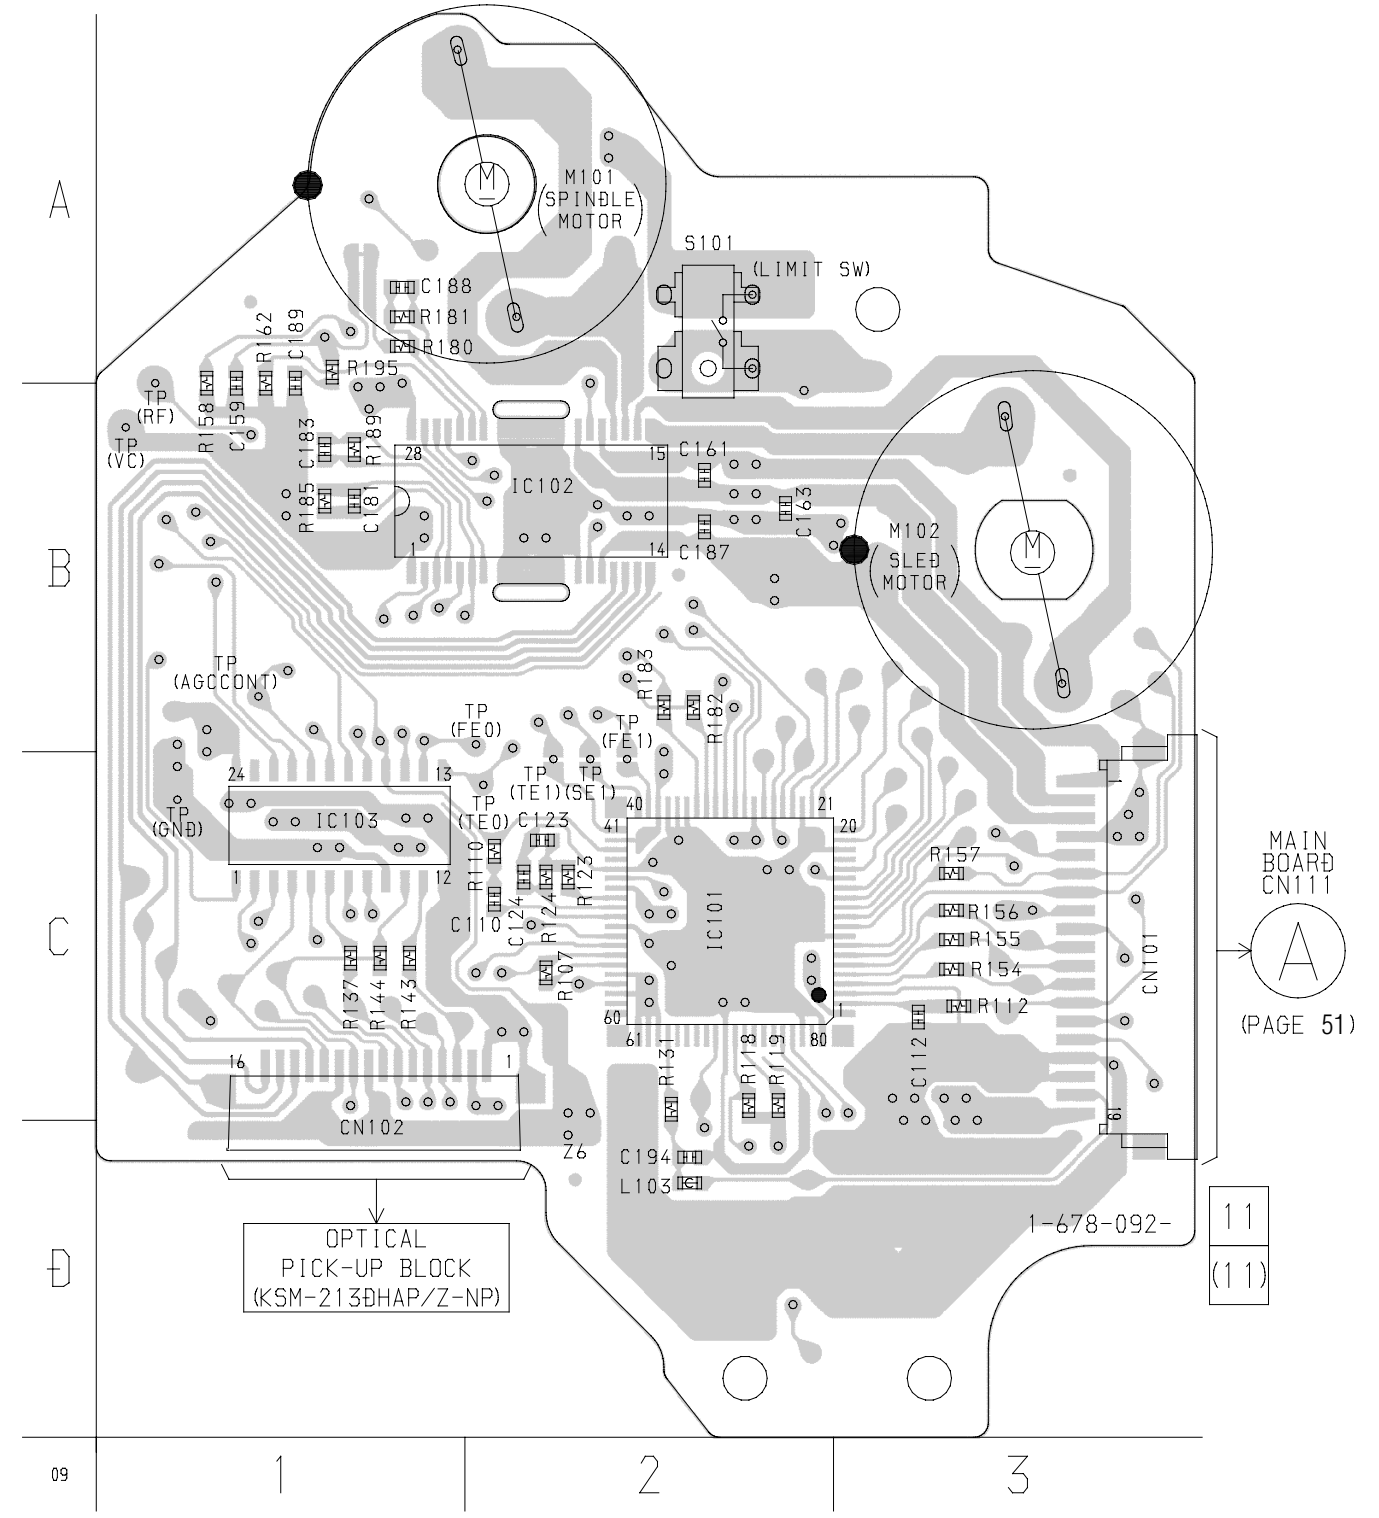 A
M101
(SPINDLE
MOTOR)
S101
(LIMIT SW)
C188
R181
R180
R162
C189
R195
TP
(RF)
R158
C159
TP
(VC)
C183
R189
28
15
C161
IC102
R185
C181
C163
1
14
C187
M102
(SLED
MOTOR)
M
M
B
TP
(AGCCONT)
R183
R182
TP
(FE0)
TP
(FE1)
24
13
TP
(TE1)
TP
(SE1)
TP
(GND)
IC103
TP
(TE0)
C123
40
21
41
20
1
12
R110
R123
C110
C124
R124
IC101
R157
R156
R155
R154
R112
C112
1
CN101
19
MAIN
BOARD
CN111
A
(PAGE 51)
C
R137
R144
R143
R107
60
1
61
80
R131
R118
R119
16
1
CN102
Z6
C194
L103
1-678-092-
11
(11)
D
OPTICAL
PICK-UP BLOCK
(KSM-213DHAP/Z-NP)
09
1
2
3